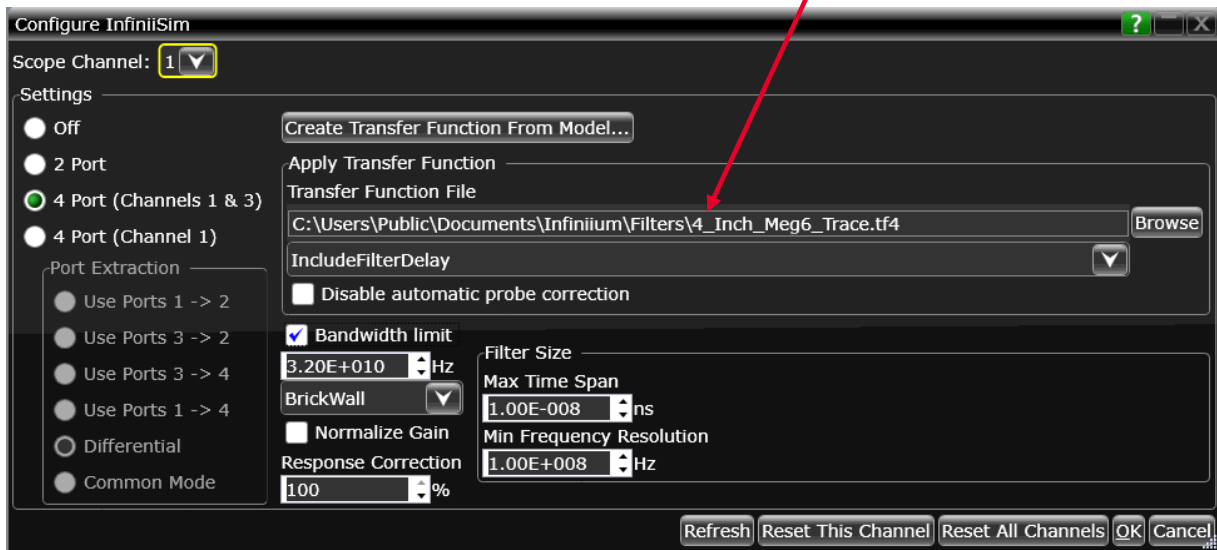 Configure InfiniiSim
?
X
Scope Channel: 1
Settings
Off
2 Port
4 Port (Channels 1 & 3)
4 Port (Channel 1)
Port Extraction
Use Ports 1 -> 2
Use Ports 3 -> 2
Use Ports 3 -> 4
Use Ports 1 -> 4
Differential
Common Mode
Create Transfer Function From Model...
Apply Transfer Function
Transfer Function File
C:\Users\Public\Documents\Infiniium\Filters\4_Inch_Meg6_Trace.tf4 Browse
IncludeFilterDelay
Disable automatic probe correction
Bandwidth limit
3.20E+010 Hz
BrickWall
Normalize Gain
Response Correction
100 %
Filter Size
Max Time Span
1.00E-008 ns
Min Frequency Resolution
1.00E+008 Hz
Refresh Reset This Channel Reset All Channels OK Cancel